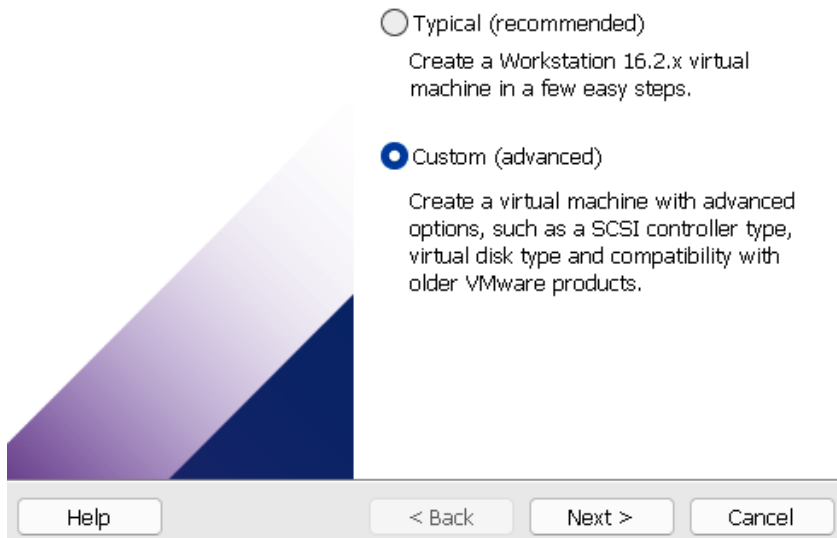 Typical (recommended)
Create a Workstation 16.2.x virtual
machine in a few easy steps.
Custom (advanced)
Create a virtual machine with advanced
options, such as a SCSI controller type,
virtual disk type and compatibility with
older VMware products.
Help
< Back
Next >
Cancel